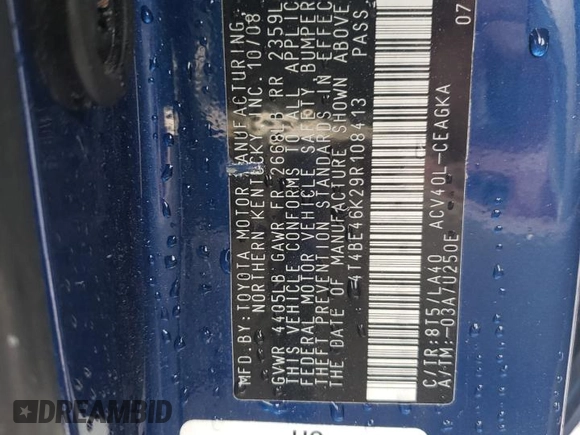 MFD. BY: TOYOTA MOTOR MANUFACTURING,
NORTHERN KENTUCKY, INC. 10/08
GVWR 4405LB GAWR FR 2668LB RR 2359L
THIS VEHICLE CONFORMS TO ALL APPLIC
FEDERAL MOTOR VEHICLE SAFETY, BUMPER
THEFT PREVENTION STANDARDS IN EFFEC
THE DATE OF MANUFACTURE SHOWN ABOVE
4T4BE46K29R108413 PASS
07
C/TR: 8T5/LA40 ACV40L-CEAGKA
A/TM: -03A/U250E
DREAMBID